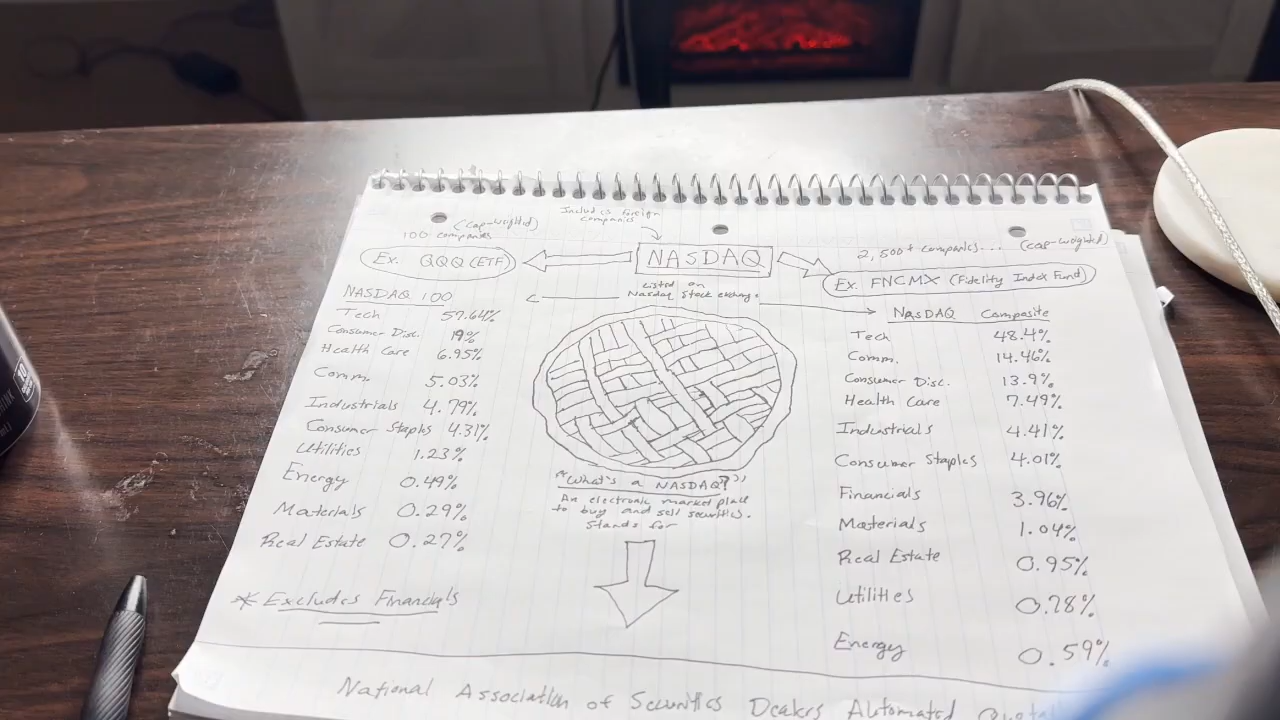 Includes foreign
companies
(cap-weighted)
100 companies
Ex. QQQ (ETF)
NASDAQ
2,500+ companies... (cap-weighted)
Ex. FNCMX (Fidelity Index Fund)
Listed on
Nasdaq Stock exchange
NASDAQ 100
Tech 57.64%
Consumer Disc. 19%
Health Care 6.95%
Comm. 5.03%
Industrials 4.79%
Consumer Staples 4.31%
Utilities 1.23%
Energy 0.49%
Materials 0.29%
Real Estate 0.27%
* Excludes Financials
"What's a NASDAQ?"
An electronic market place
to buy and sell securities.
Stands for
NASDAQ Composite
Tech 48.4%
Comm. 14.46%
Consumer Disc. 13.9%
Health Care 7.49%
Industrials 4.41%
Consumer Staples 4.01%
Financials 3.96%
Materials 1.04%
Real Estate 0.95%
Utilities 0.78%
Energy 0.59%
National Association of Securities Dealers Automated